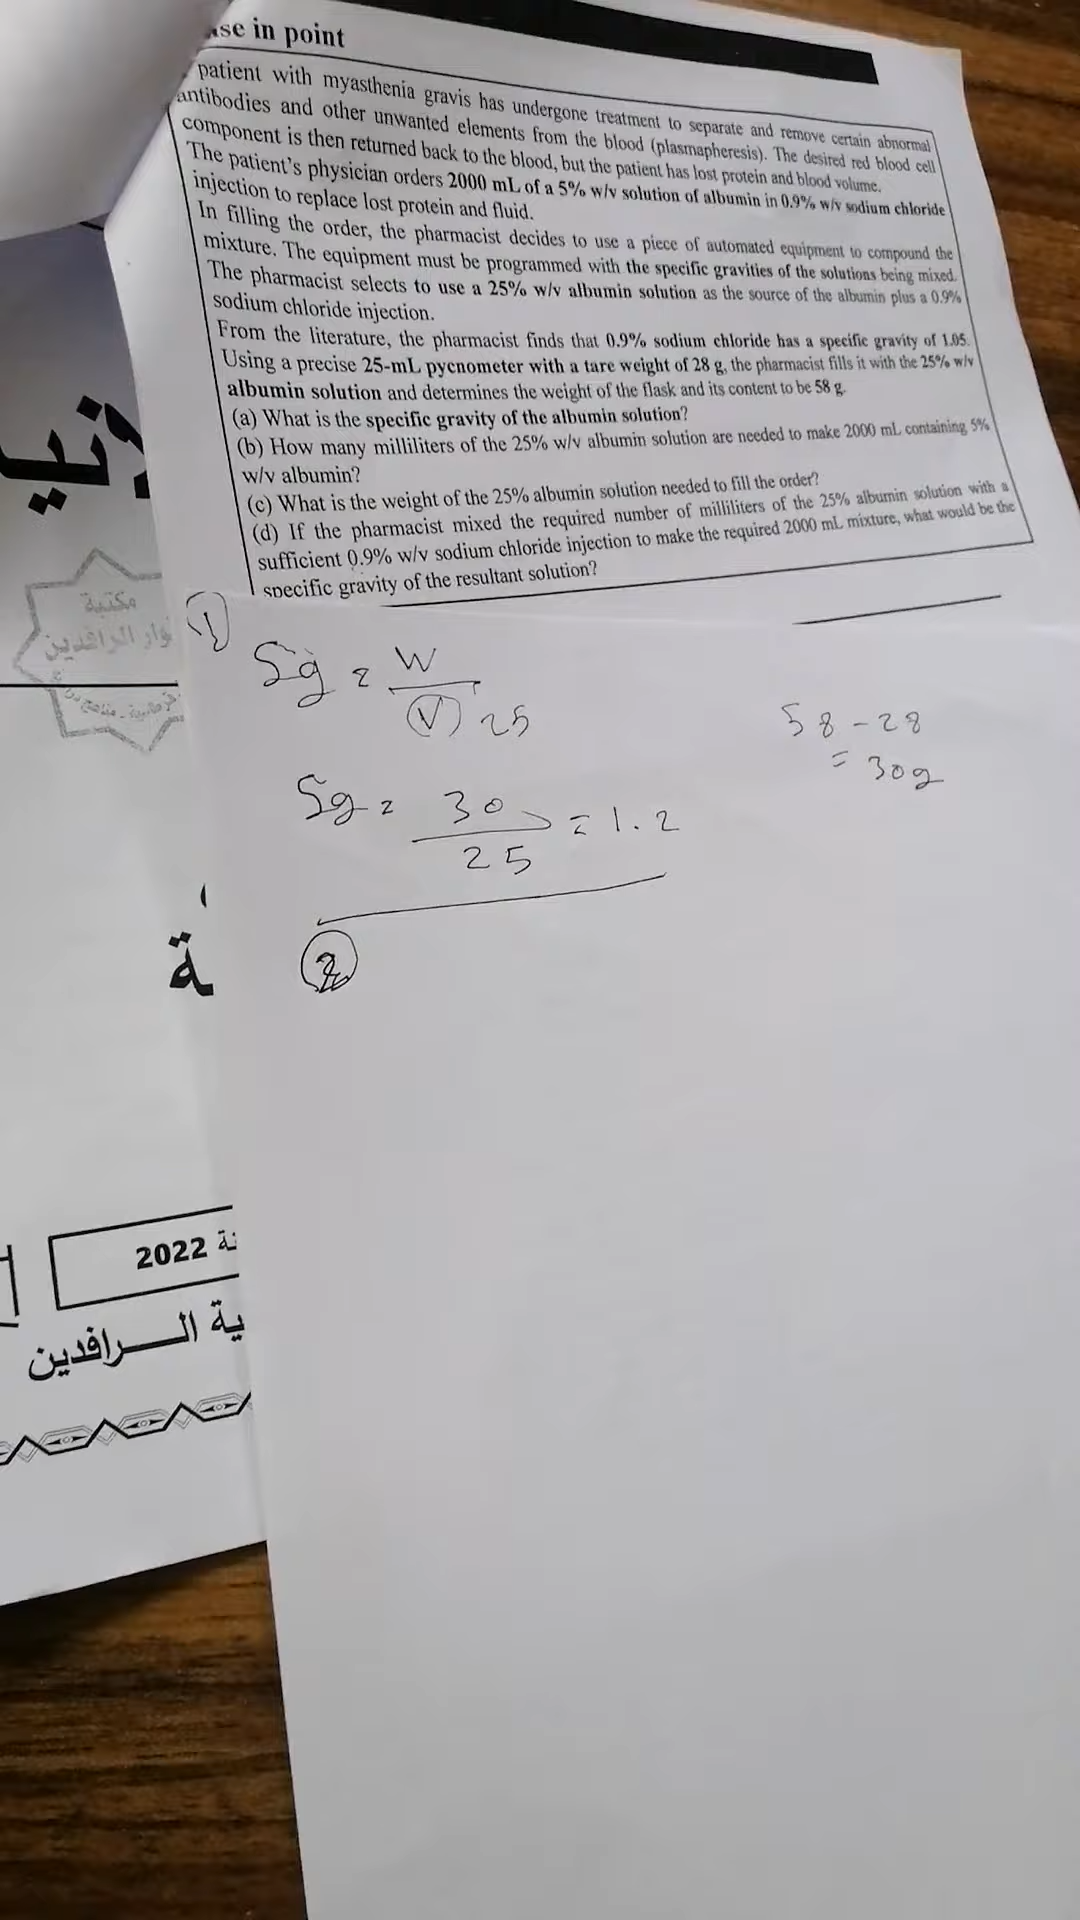 se in point
patient with myasthenia gravis has undergone treatment to separate and remove certain abnormal
antibodies and other unwanted elements from the blood (plasmapheresis). The desired red blood cell
component is then returned back to the blood, but the patient has lost protein and blood volume.
The patient's physician orders 2000 mL of a 5% w/v solution of albumin in 0.9% w/v sodium chloride
injection to replace lost protein and fluid.
In filling the order, the pharmacist decides to use a piece of automated equipment to compound the
mixture. The equipment must be programmed with the specific gravities of the solutions being mixed.
The pharmacist selects to use a 25% w/v albumin solution as the source of the albumin plus a 0.9%
sodium chloride injection.
From the literature, the pharmacist finds that 0.9% sodium chloride has a specific gravity of 1.05.
Using a precise 25-mL pycnometer with a tare weight of 28 g, the pharmacist fills it with the 25% w/v
albumin solution and determines the weight of the flask and its content to be 58 g.
(a) What is the specific gravity of the albumin solution?
(b) How many milliliters of the 25% w/v albumin solution are needed to make 2000 mL containing 5%
w/v albumin?
(c) What is the weight of the 25% albumin solution needed to fill the order?
(d) If the pharmacist mixed the required number of milliliters of the 25% albumin solution with a
sufficient 0.9% w/v sodium chloride injection to make the required 2000 mL mixture, what would be the
specific gravity of the resultant solution?
1
Sg = W
V 25
58 - 28
= 30g
Sg = 30 = 1.2
25
2
مكتبة
ة
2022
ية الـرافدين